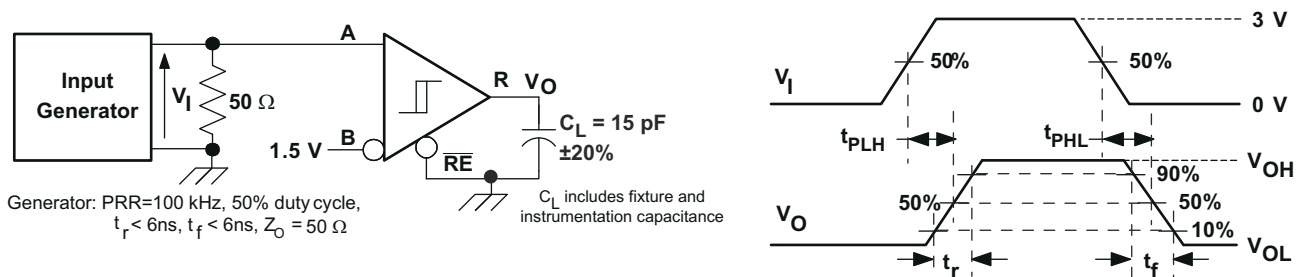 Input
Generator
V_I
50 Ω
A
B
1.5 V
R
V_O
R̅E̅
C_L = 15 pF
±20%
Generator: PRR=100 kHz, 50% duty cycle,
t_r < 6ns, t_f < 6ns, Z_O = 50 Ω
C_L includes fixture and
instrumentation capacitance
3 V
50%
50%
V_I
0 V
t_PLH
t_PHL
V_OH
90%
50%
50%
V_O
10%
V_OL
t_r
t_f